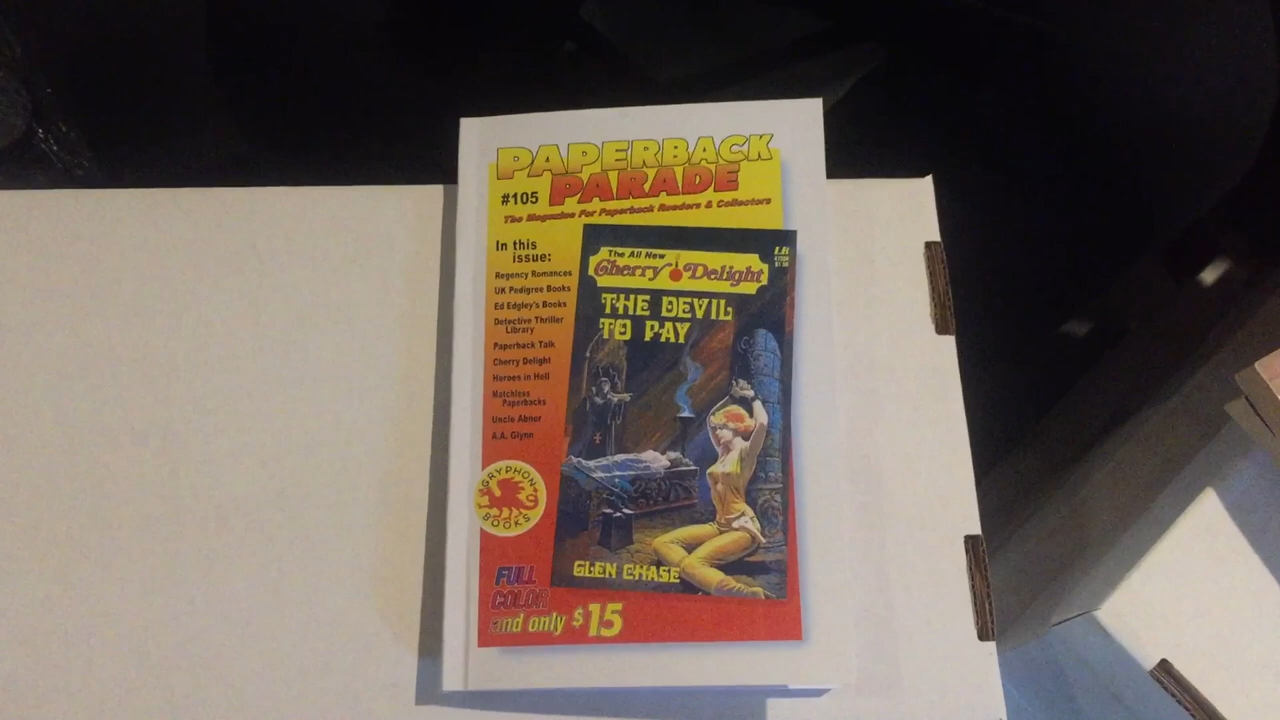 PAPERBACK
PARADE
#105
The Magazine For Paperback Readers & Collectors
In this
issue:
Regency Romances
UK Pedigree Books
Ed Edgley's Books
Detective Thriller
Library
Paperback Talk
Cherry Delight
Heroes in Hell
Matchless
Paperbacks
Uncle Abner
A.A. Glynn
GRYPHON
BOOKS
FULL
COLOR
and only $15
The All New
Cherry Delight
THE DEVIL
TO PAY
GLEN CHASE